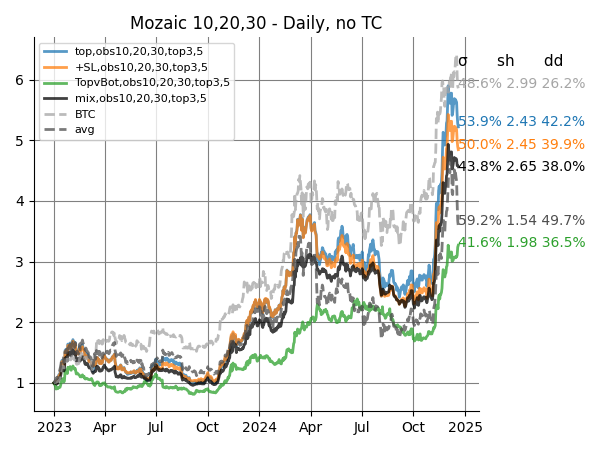 Mozaic 10,20,30 - Daily, no TC
top,obs10,20,30,top3,5
+SL,obs10,20,30,top3,5
TopvBot,obs10,20,30,top3,5
mix,obs10,20,30,top3,5
BTC
avg
σ sh dd
48.6% 2.99 26.2%
53.9% 2.43 42.2%
50.0% 2.45 39.9%
43.8% 2.65 38.0%
59.2% 1.54 49.7%
41.6% 1.98 36.5%
6
5
4
3
2
1
2023 Apr Jul Oct 2024 Apr Jul Oct 2025